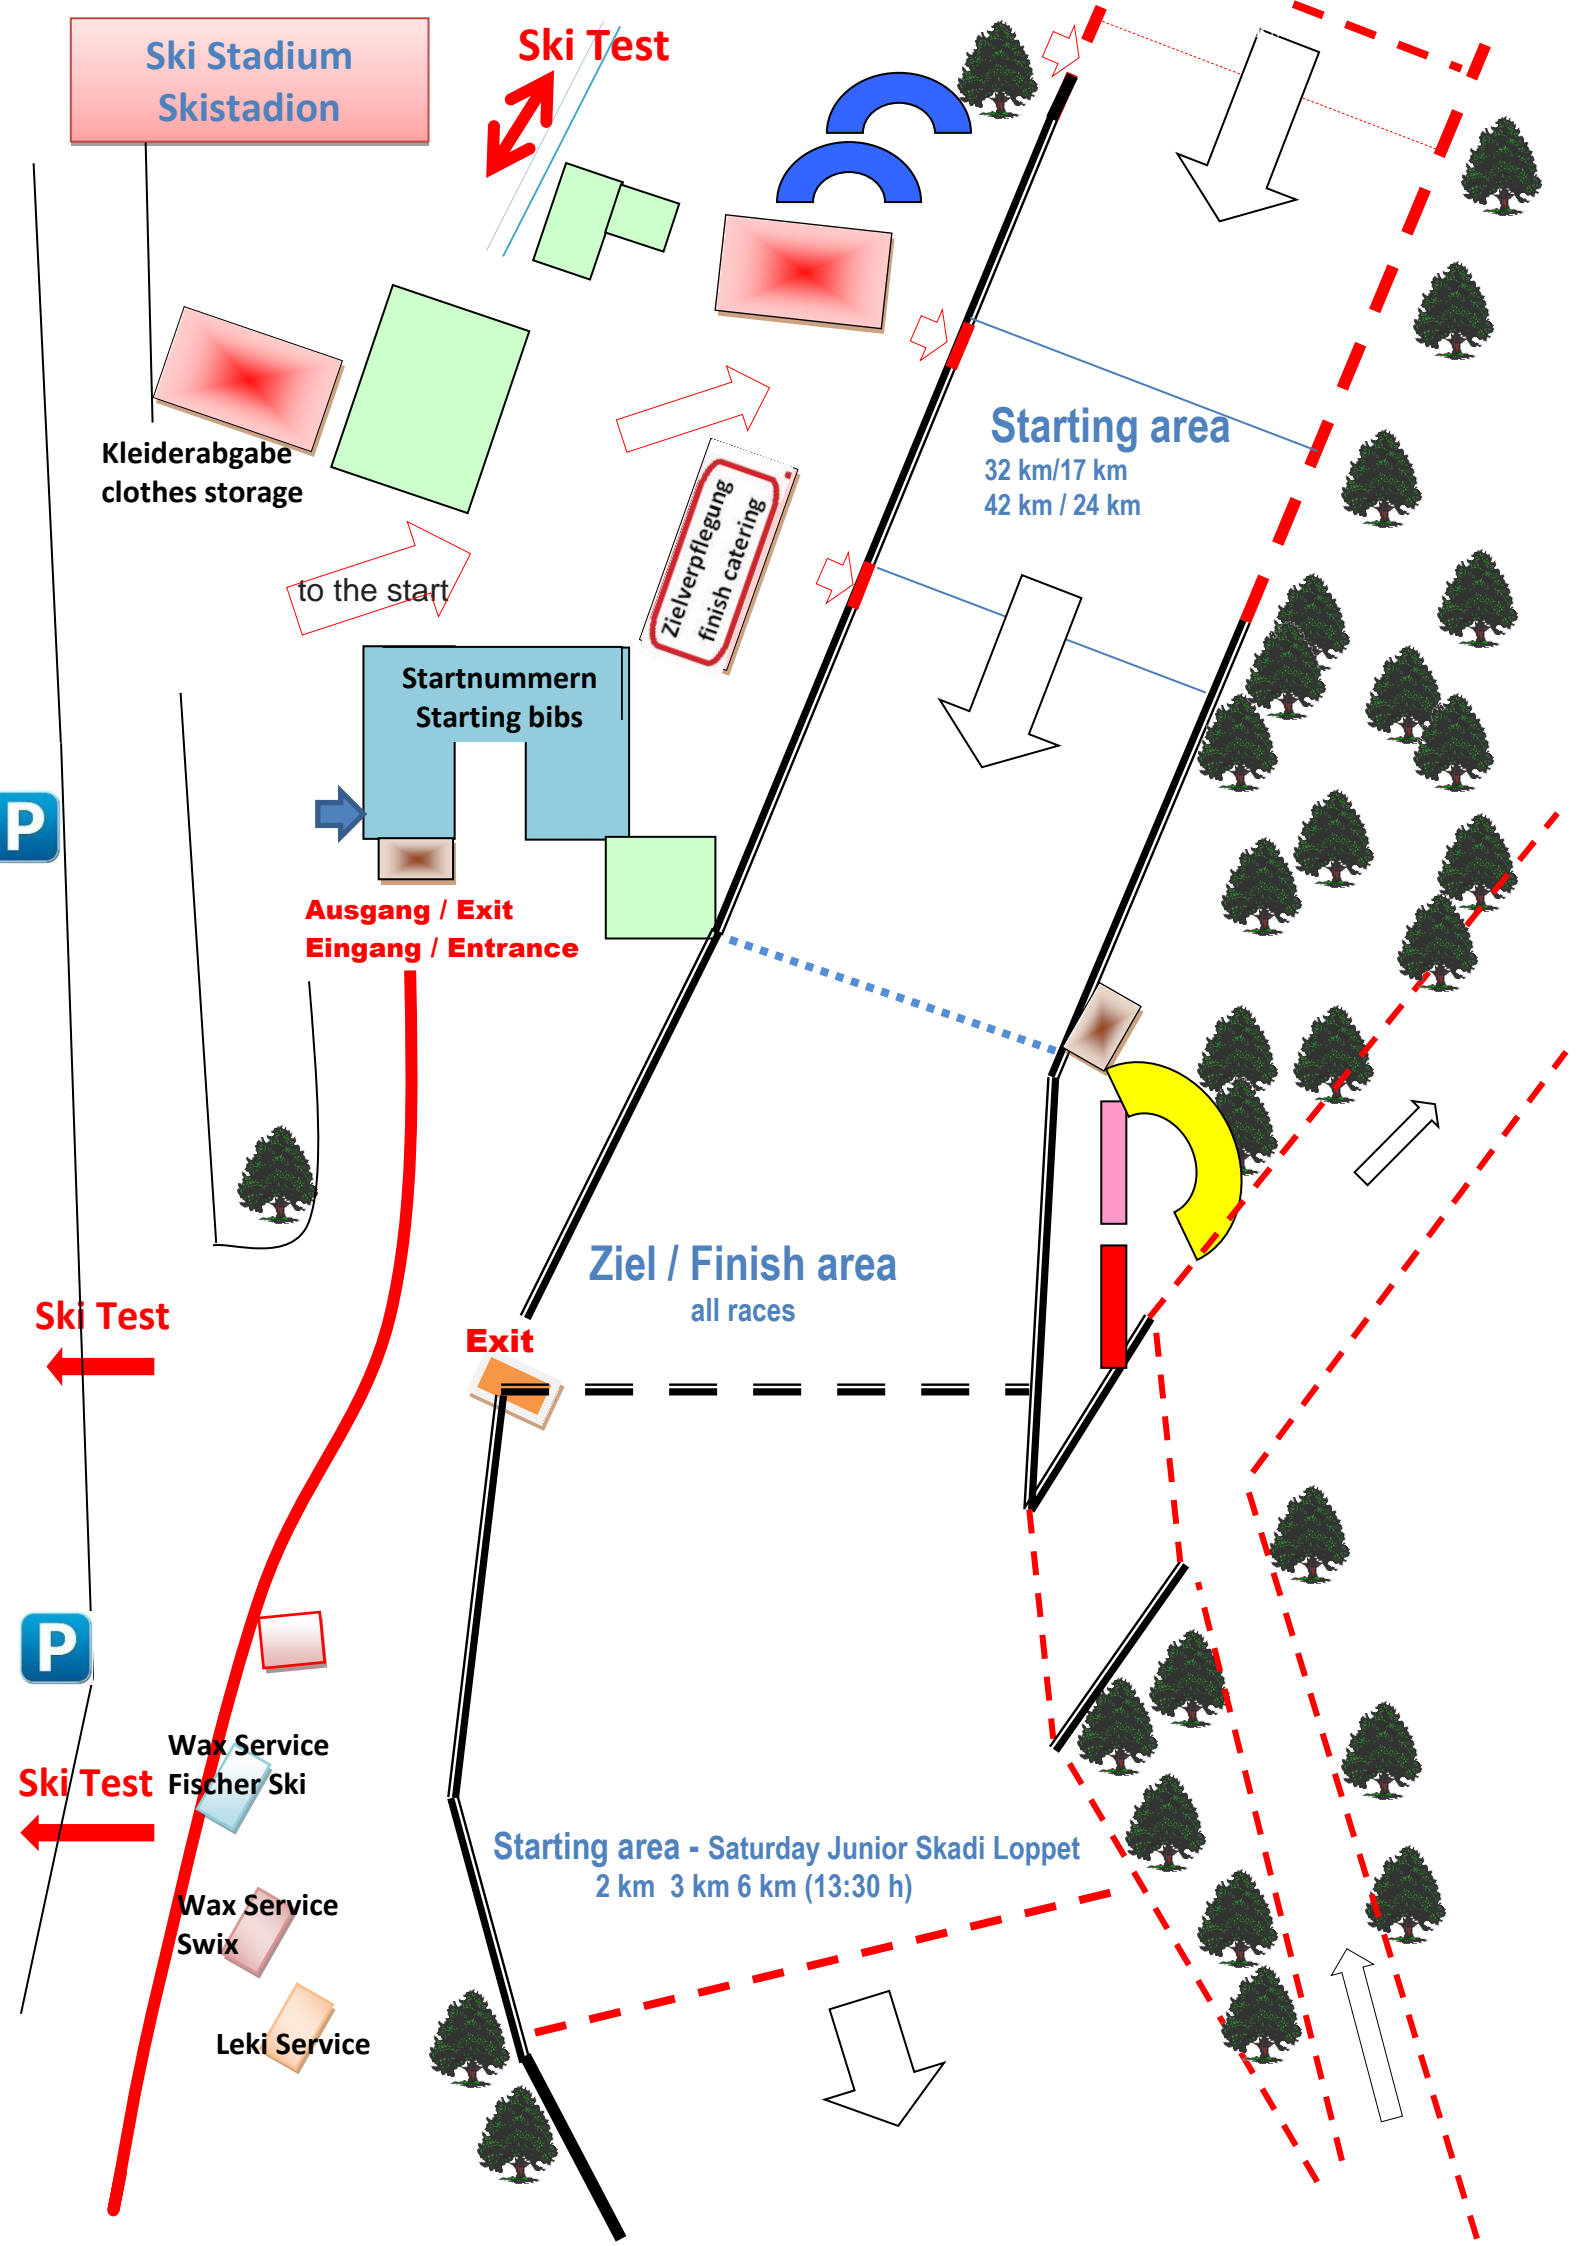 Ski Stadium
Skistadion
Ski Test
Kleiderabgabe
clothes storage
Starting area
32 km/17 km
42 km / 24 km
Zielverpflegung
finish catering
to the start
Startnummern
Starting bibs
P
Ausgang / Exit
Eingang / Entrance
Ziel / Finish area
all races
Ski Test
Exit
P
Wax Service
Fischer Ski
Ski Test
Starting area - Saturday Junior Skadi Loppet
2 km 3 km 6 km (13:30 h)
Wax Service
Swix
Leki Service